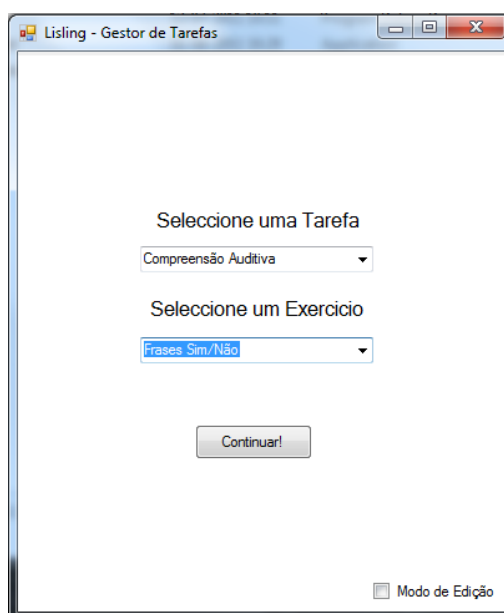 Lisling - Gestor de Tarefas
Seleccione uma Tarefa
Compreensão Auditiva
Seleccione um Exercicio
Frases Sim/Não
Continuar!
Modo de Edição